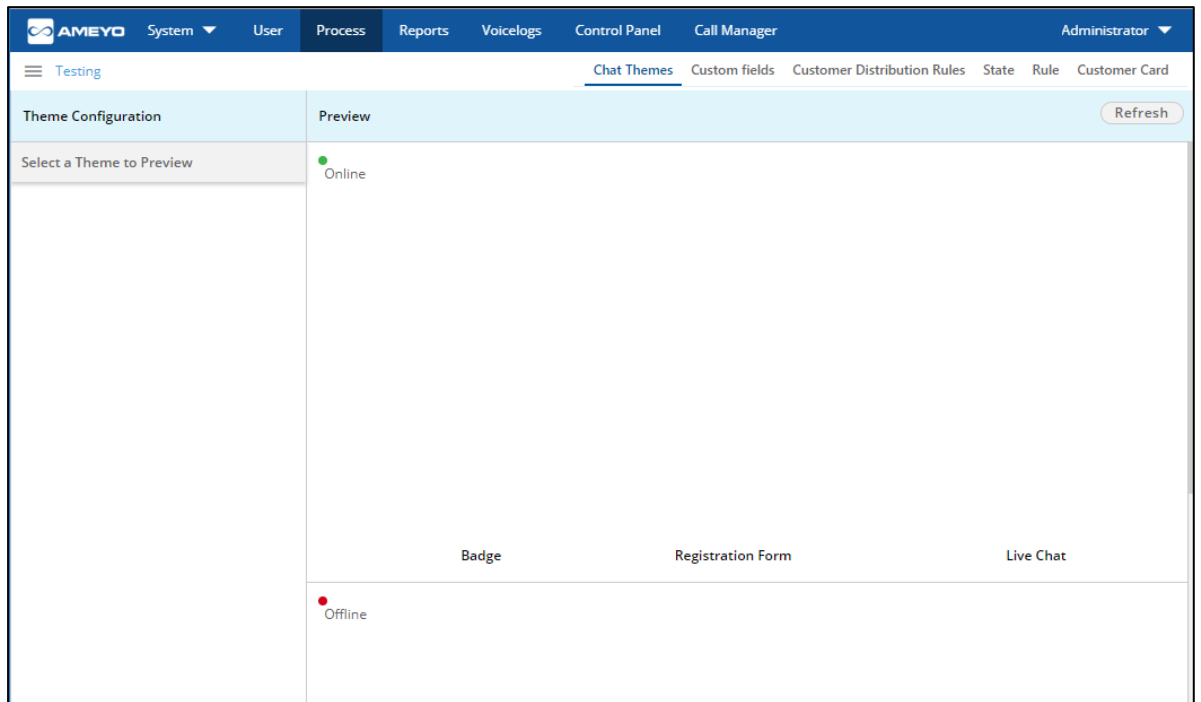 AMEYO System User Process Reports Voicelogs Control Panel Call Manager Administrator
Testing Chat Themes Custom fields Customer Distribution Rules State Rule Customer Card
Theme Configuration Preview Refresh
Select a Theme to Preview
Online
Badge Registration Form Live Chat
Offline